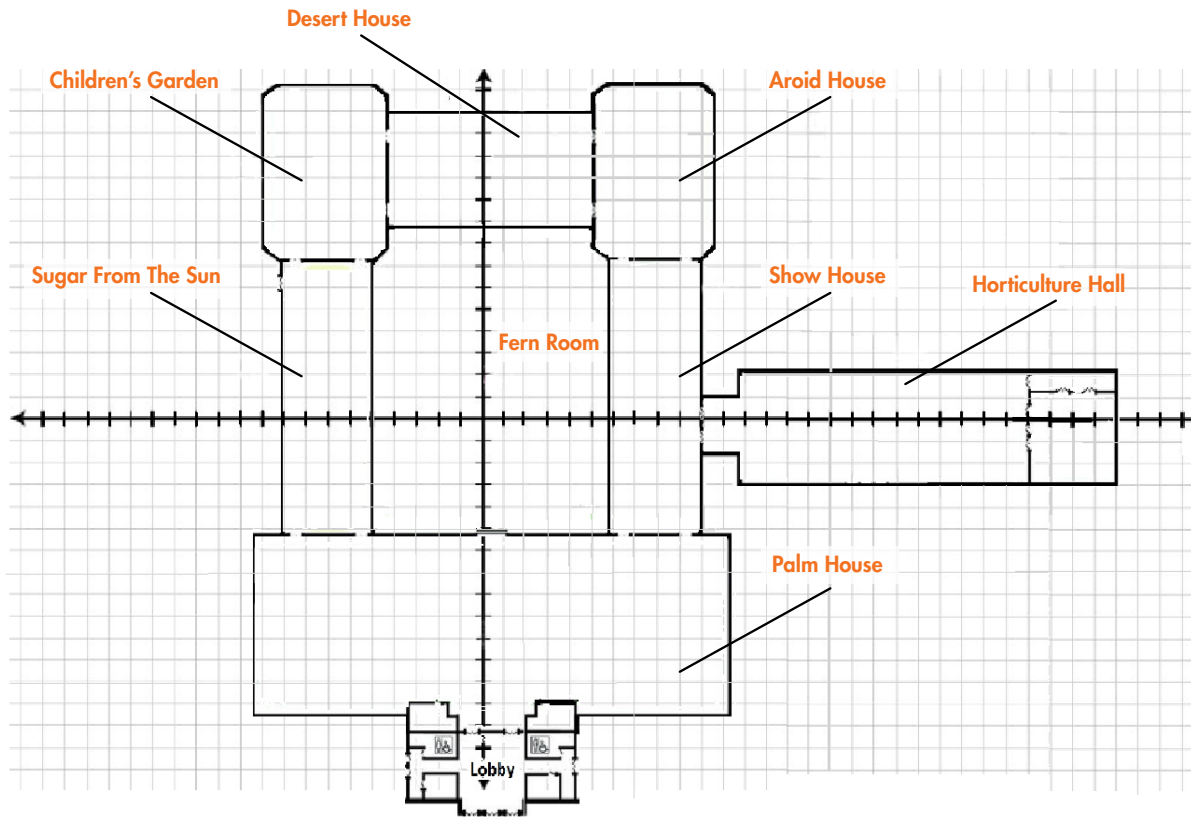 Desert House
Children's Garden
Aroid House
Sugar From The Sun
Show House
Horticulture Hall
Fern Room
Palm House
Lobby